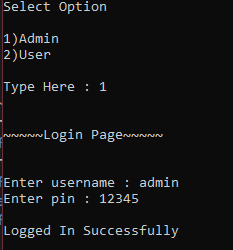 Select Option
1)Admin
2)User
Type Here : 1
~~~~~Login Page~~~~~
Enter username : admin
Enter pin : 12345
Logged In Successfully